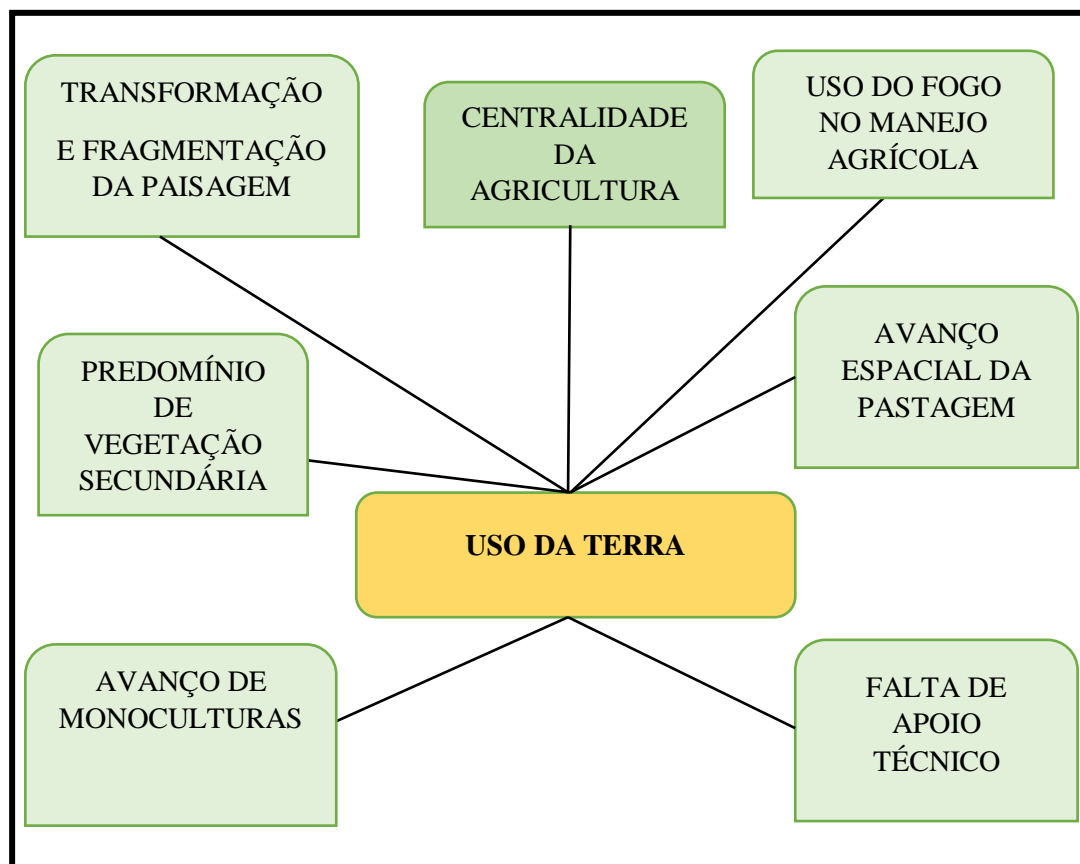 TRANSFORMAÇÃO
E FRAGMENTAÇÃO
DA PAISAGEM
CENTRALIDADE
DA
AGRICULTURA
USO DO FOGO
NO MANEJO
AGRÍCOLA
PREDOMÍNIO
DE
VEGETAÇÃO
SECUNDÁRIA
AVANÇO
ESPACIAL DA
PASTAGEM
USO DA TERRA
AVANÇO DE
MONOCULTURAS
FALTA DE
APOIO
TÉCNICO